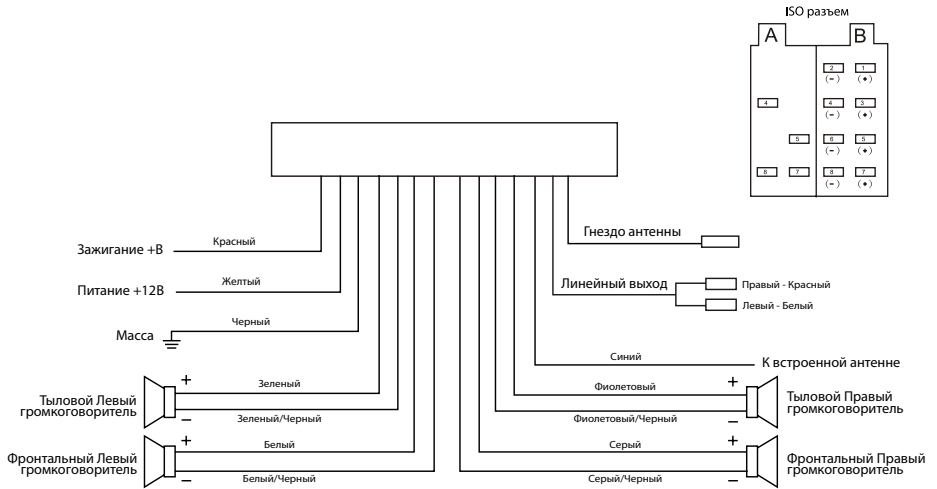 ISO разъем
A
B
2
1
(-) (+)
4
4
3
(-) (+)
5
6
5
(-) (+)
8
7
8
7
(-) (+)
Гнездо антенны
Зажигание +В
Красный
Питание +12В
Желтый
Линейный выход
Правый - Красный
Левый - Белый
Масса
Черный
Синий
К встроенной антенне
Тыловой Левый
громкоговоритель
+
Зеленый
−
Зеленый/Черный
Фиолетовый
+
Фиолетовый/Черный
−
Тыловой Правый
громкоговоритель
Фронтальный Левый
громкоговоритель
+
Белый
−
Белый/Черный
Серый
+
Серый/Черный
−
Фронтальный Правый
громкоговоритель